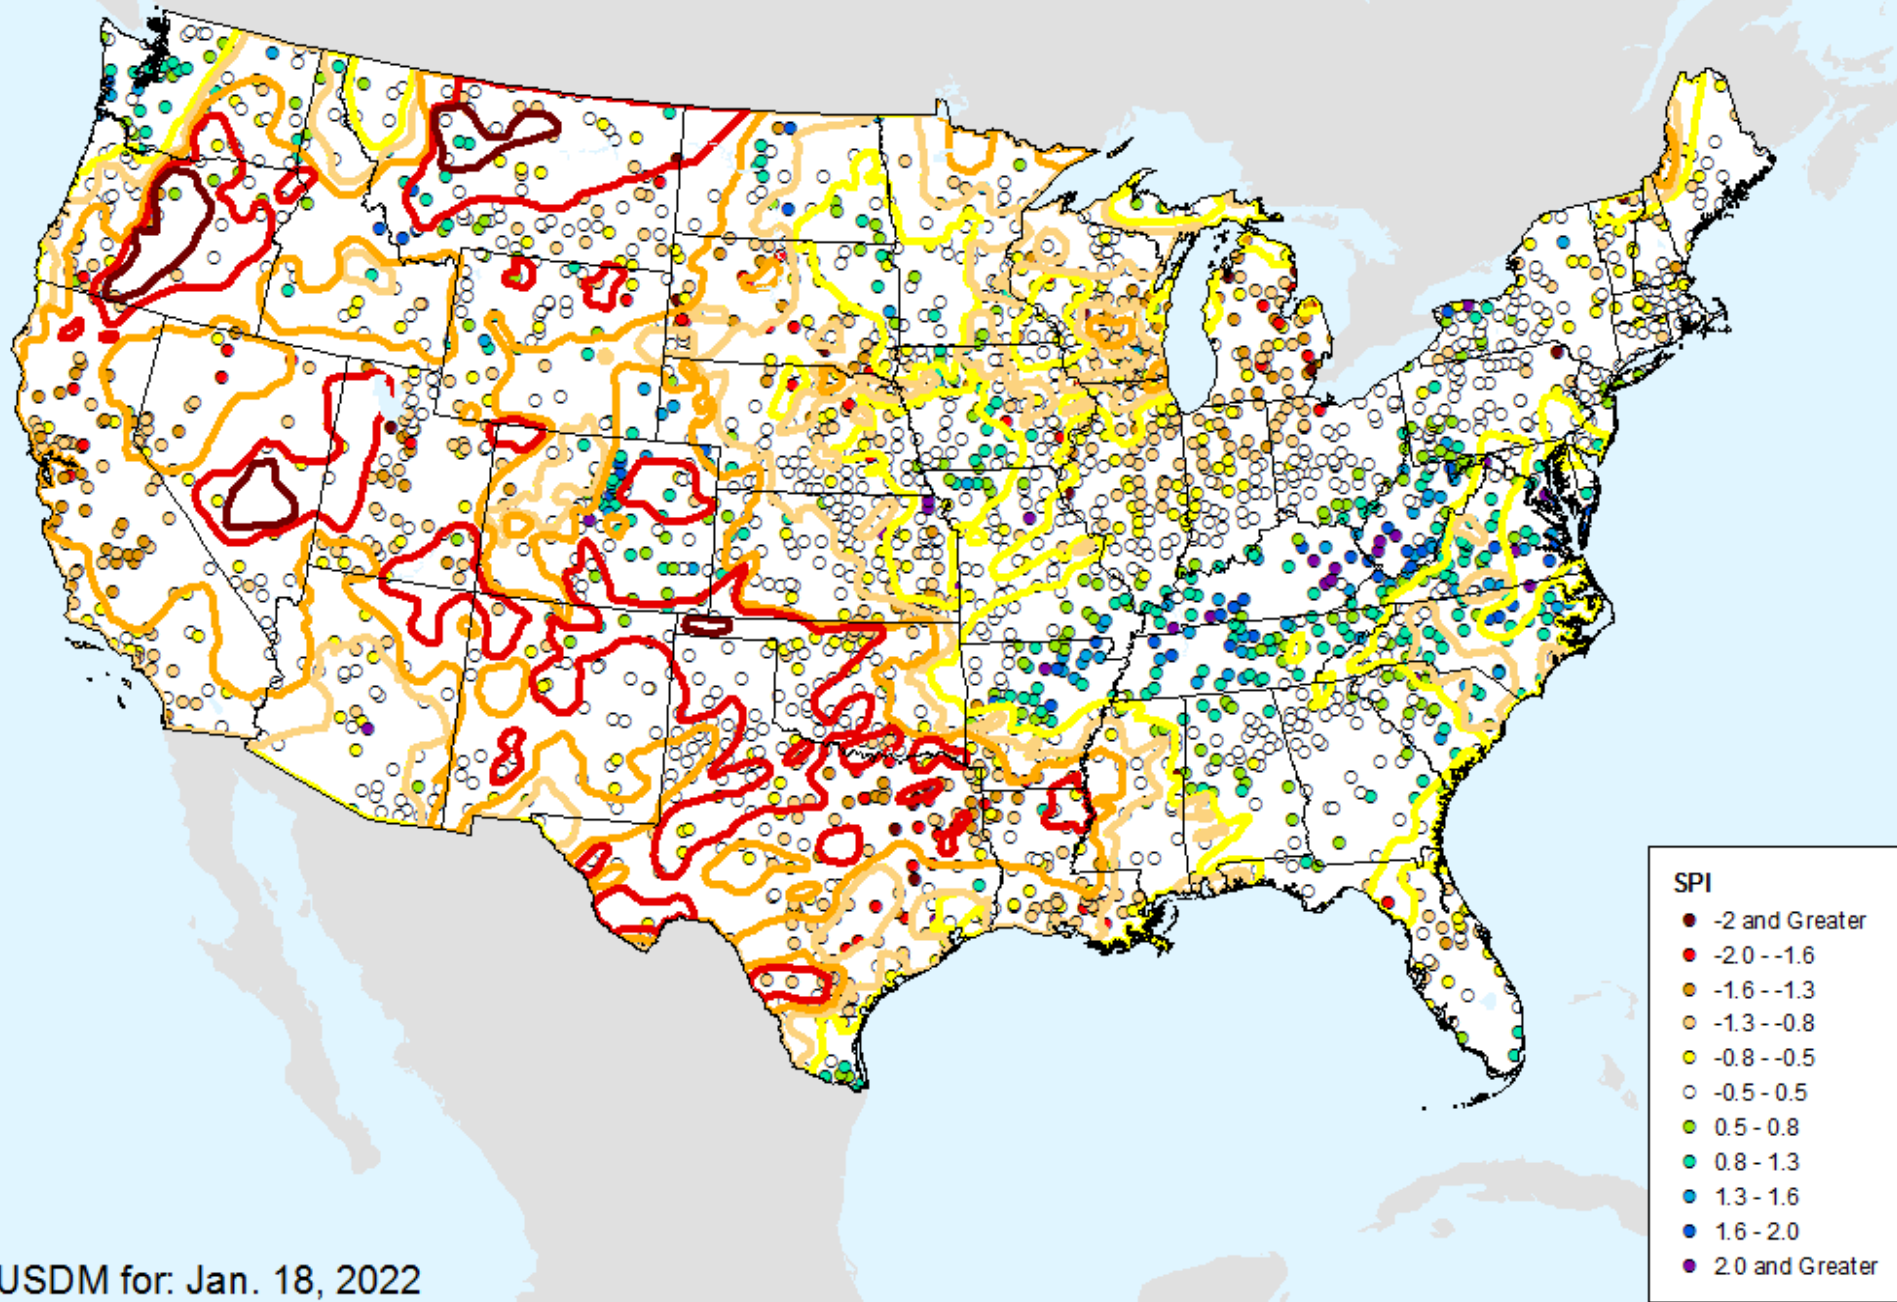 SPI
-2 and Greater
-2.0 - -1.6
-1.6 - -1.3
-1.3 - -0.8
-0.8 - -0.5
-0.5 - 0.5
0.5 - 0.8
0.8 - 1.3
1.3 - 1.6
1.6 - 2.0
2.0 and Greater
USDM for: Jan. 18, 2022